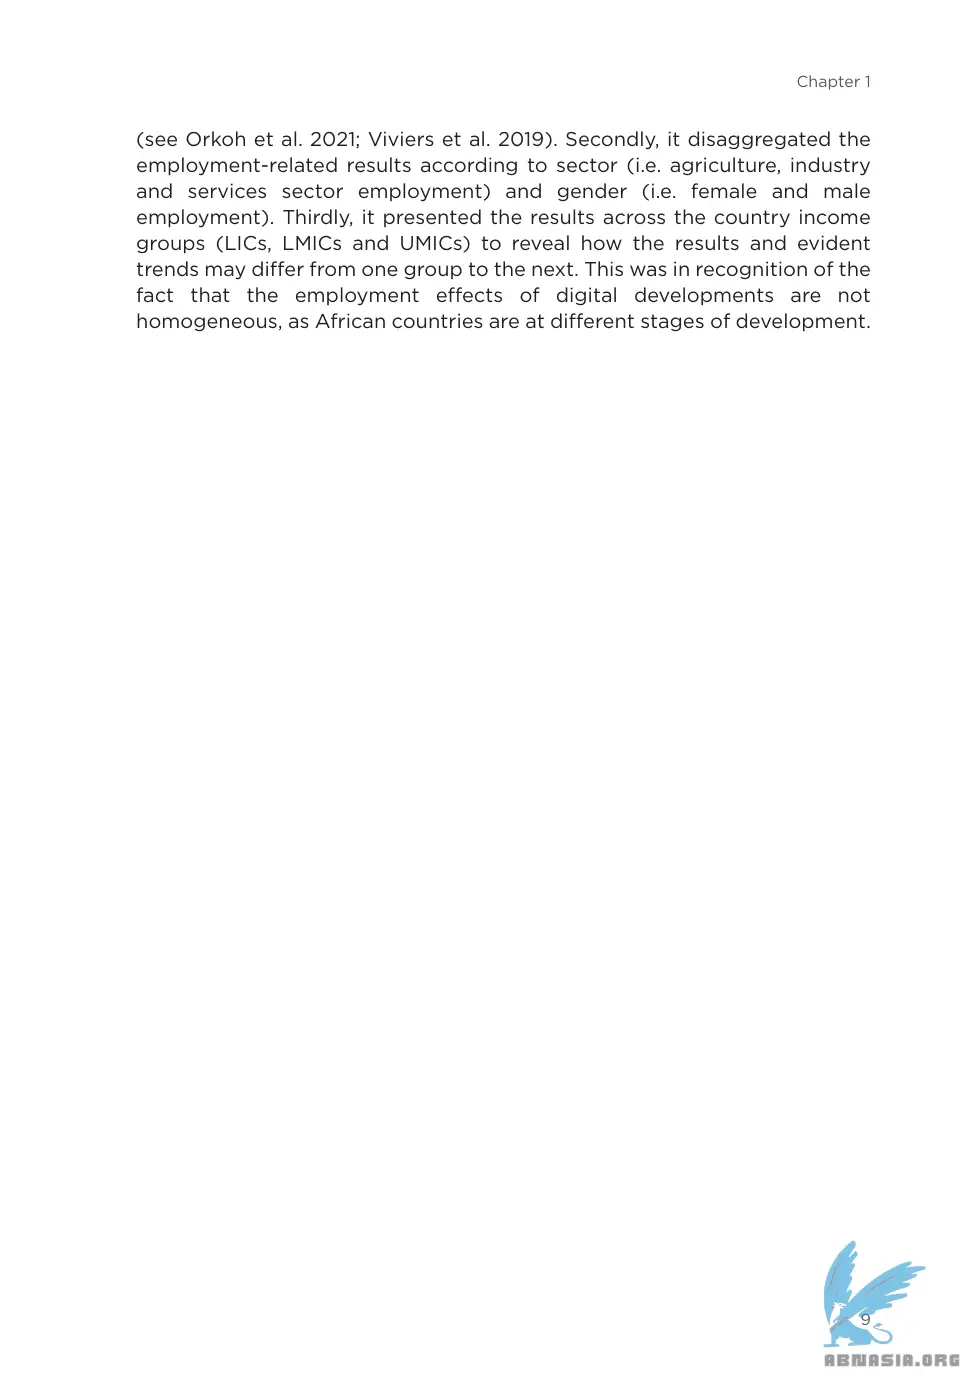 Chapter 1
(see Orkoh et al. 2021; Viviers et al. 2019). Secondly, it disaggregated the
employment-related results according to sector (i.e. agriculture, industry
and services sector employment) and gender (i.e. female and male
employment). Thirdly, it presented the results across the country income
groups (LICs, LMICs and UMICs) to reveal how the results and evident
trends may differ from one group to the next. This was in recognition of the
fact that the employment effects of digital developments are not
homogeneous, as African countries are at different stages of development.
9
ABNASIA.ORG